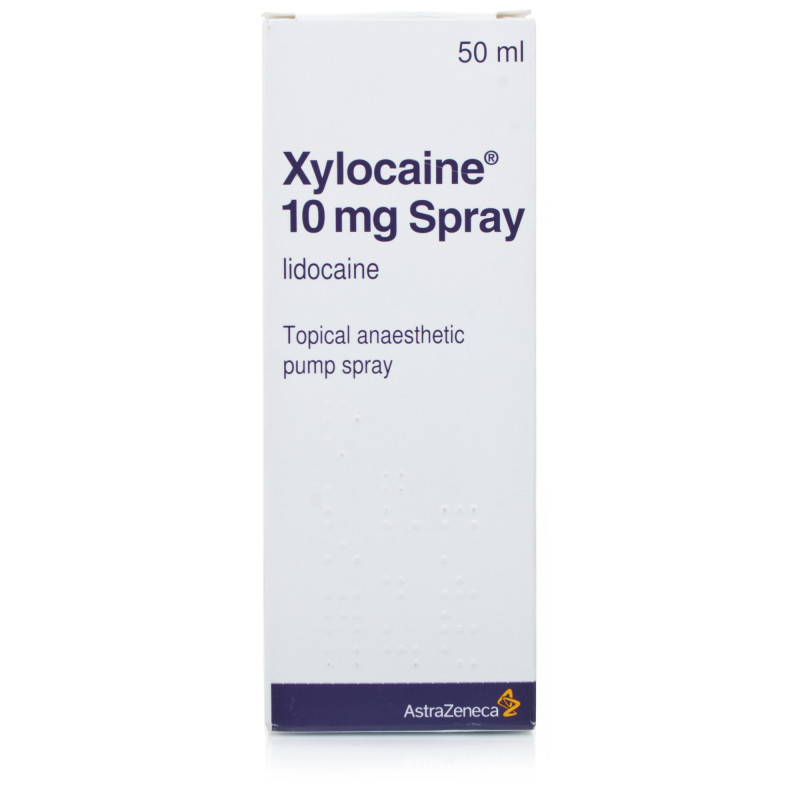 50 ml
Xylocaine®
10 mg Spray
lidocaine
Topical anaesthetic
pump spray
AstraZeneca